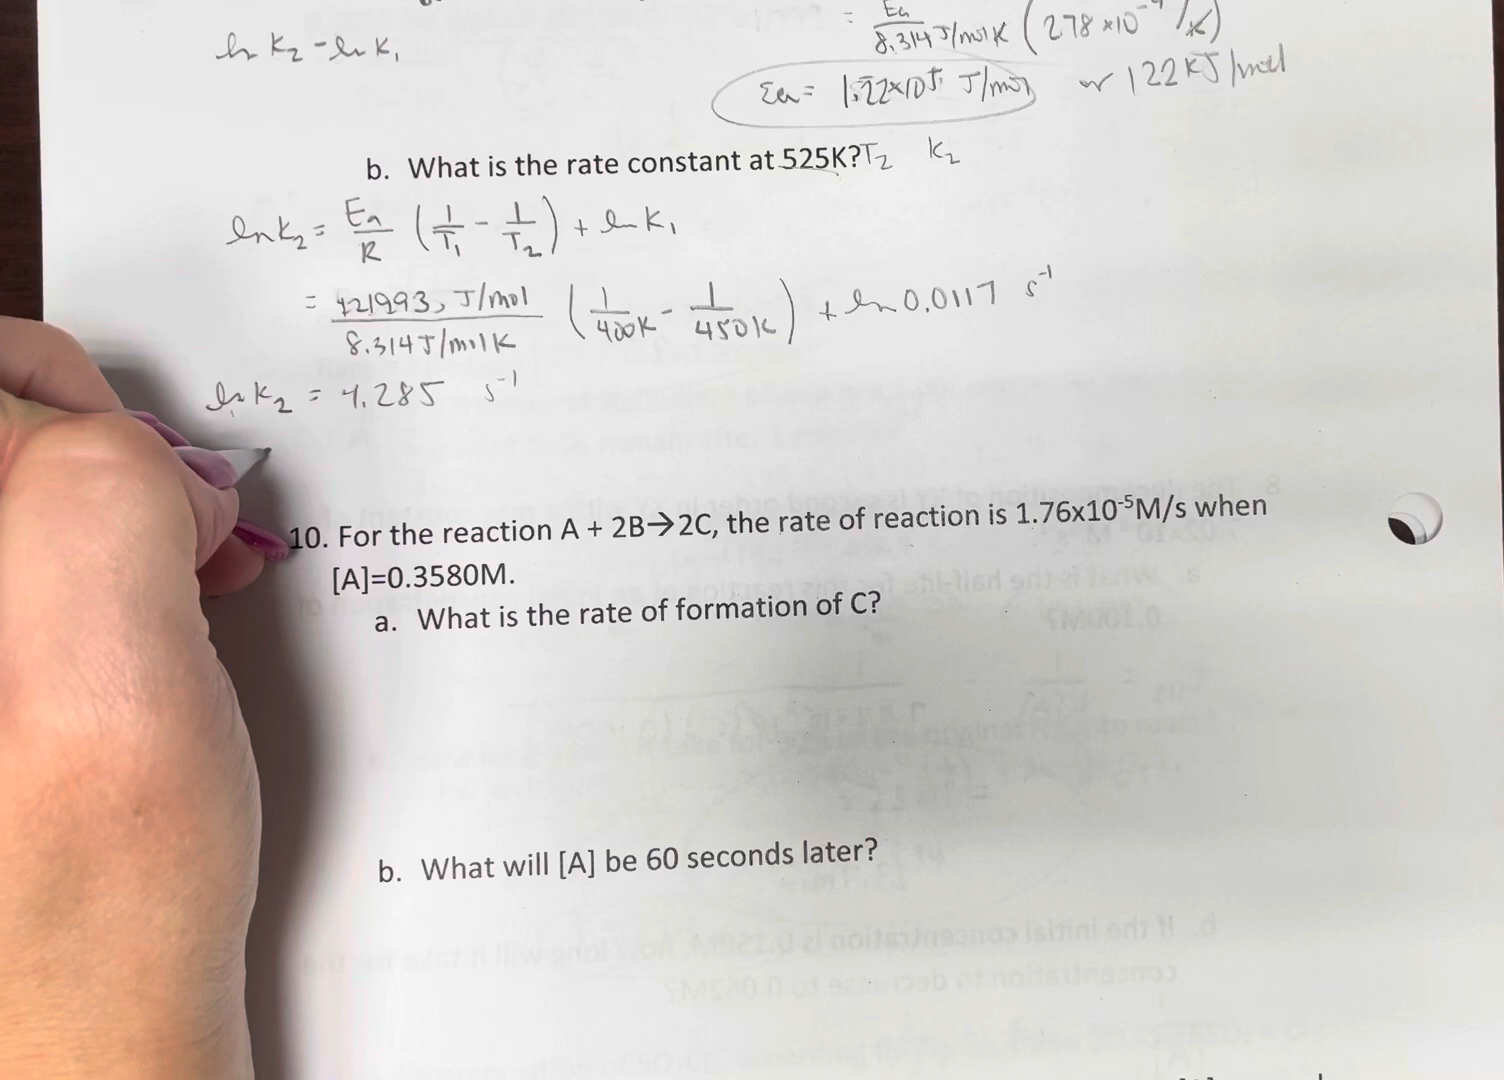 = Ea / 8.314 J/mol K (2.78 x10⁻⁴ /K)
ln K₂ - ln K₁
Ea = 1.22x10⁵ J/mol or 122 kJ/mol
b. What is the rate constant at 525K? T₂ K₂
ln k₂ = Ea / R (1/T₁ - 1/T₂) + ln K₁
= 121993, J/mol / 8.314 J/mol K (1/400K - 1/450K) + ln 0.0117 s⁻¹
ln K₂ = 4.285 s⁻¹
10. For the reaction A + 2B→2C, the rate of reaction is 1.76x10⁻⁵M/s when
[A]=0.3580M.
a. What is the rate of formation of C?
b. What will [A] be 60 seconds later?